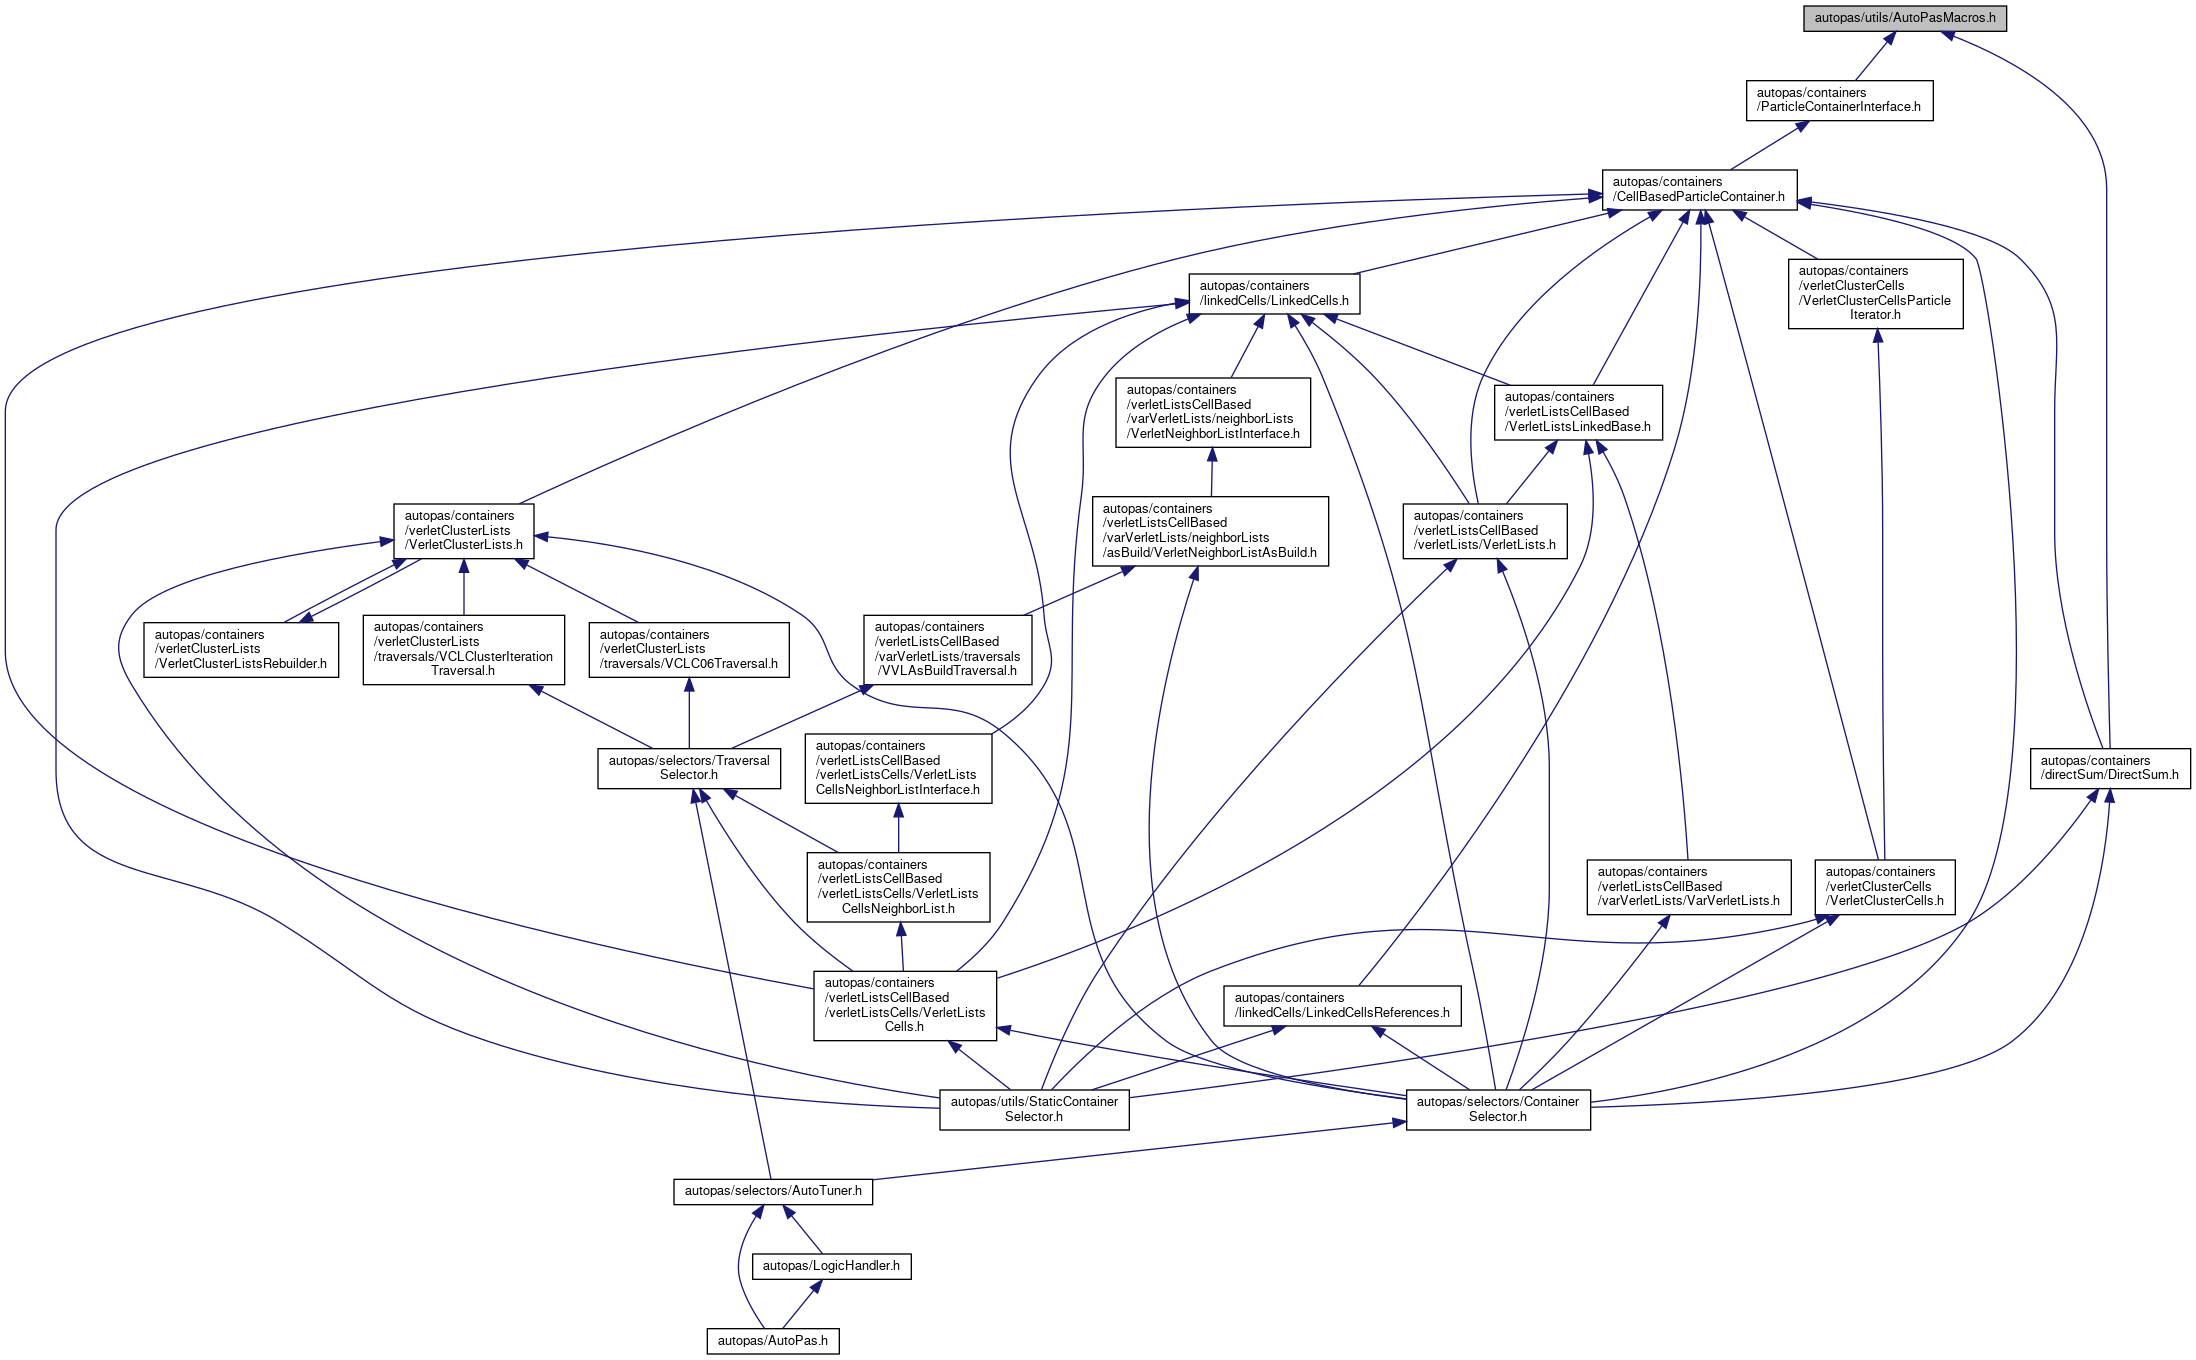 autopas/utils/AutoPasMacros.h
autopas/containers
/ParticleContainerInterface.h
autopas/containers
/CellBasedParticleContainer.h
autopas/containers
/linkedCells/LinkedCells.h
autopas/containers
/verletClusterCells
/VerletClusterCellsParticle
Iterator.h
autopas/containers
/verletListsCellBased
/varVerletLists/neighborLists
/VerletNeighborListInterface.h
autopas/containers
/verletListsCellBased
/VerletListsLinkedBase.h
autopas/containers
/verletClusterLists
/VerletClusterLists.h
autopas/containers
/verletListsCellBased
/varVerletLists/neighborLists
/asBuild/VerletNeighborListAsBuild.h
autopas/containers
/verletListsCellBased
/verletLists/VerletLists.h
autopas/containers
/verletClusterLists
/VerletClusterListsRebuilder.h
autopas/containers
/verletClusterLists
/traversals/VCLClusterIteration
Traversal.h
autopas/containers
/verletClusterLists
/traversals/VCLC06Traversal.h
autopas/containers
/verletListsCellBased
/varVerletLists/traversals
/VVLAsBuildTraversal.h
autopas/selectors/Traversal
Selector.h
autopas/containers
/verletListsCellBased
/verletListsCells/VerletLists
CellsNeighborListInterface.h
autopas/containers
/directSum/DirectSum.h
autopas/containers
/verletListsCellBased
/verletListsCells/VerletLists
CellsNeighborList.h
autopas/containers
/verletListsCellBased
/varVerletLists/VarVerletLists.h
autopas/containers
/verletClusterCells
/VerletClusterCells.h
autopas/containers
/verletListsCellBased
/verletListsCells/VerletLists
Cells.h
autopas/containers
/linkedCells/LinkedCellsReferences.h
autopas/utils/StaticContainer
Selector.h
autopas/selectors/Container
Selector.h
autopas/selectors/AutoTuner.h
autopas/LogicHandler.h
autopas/AutoPas.h